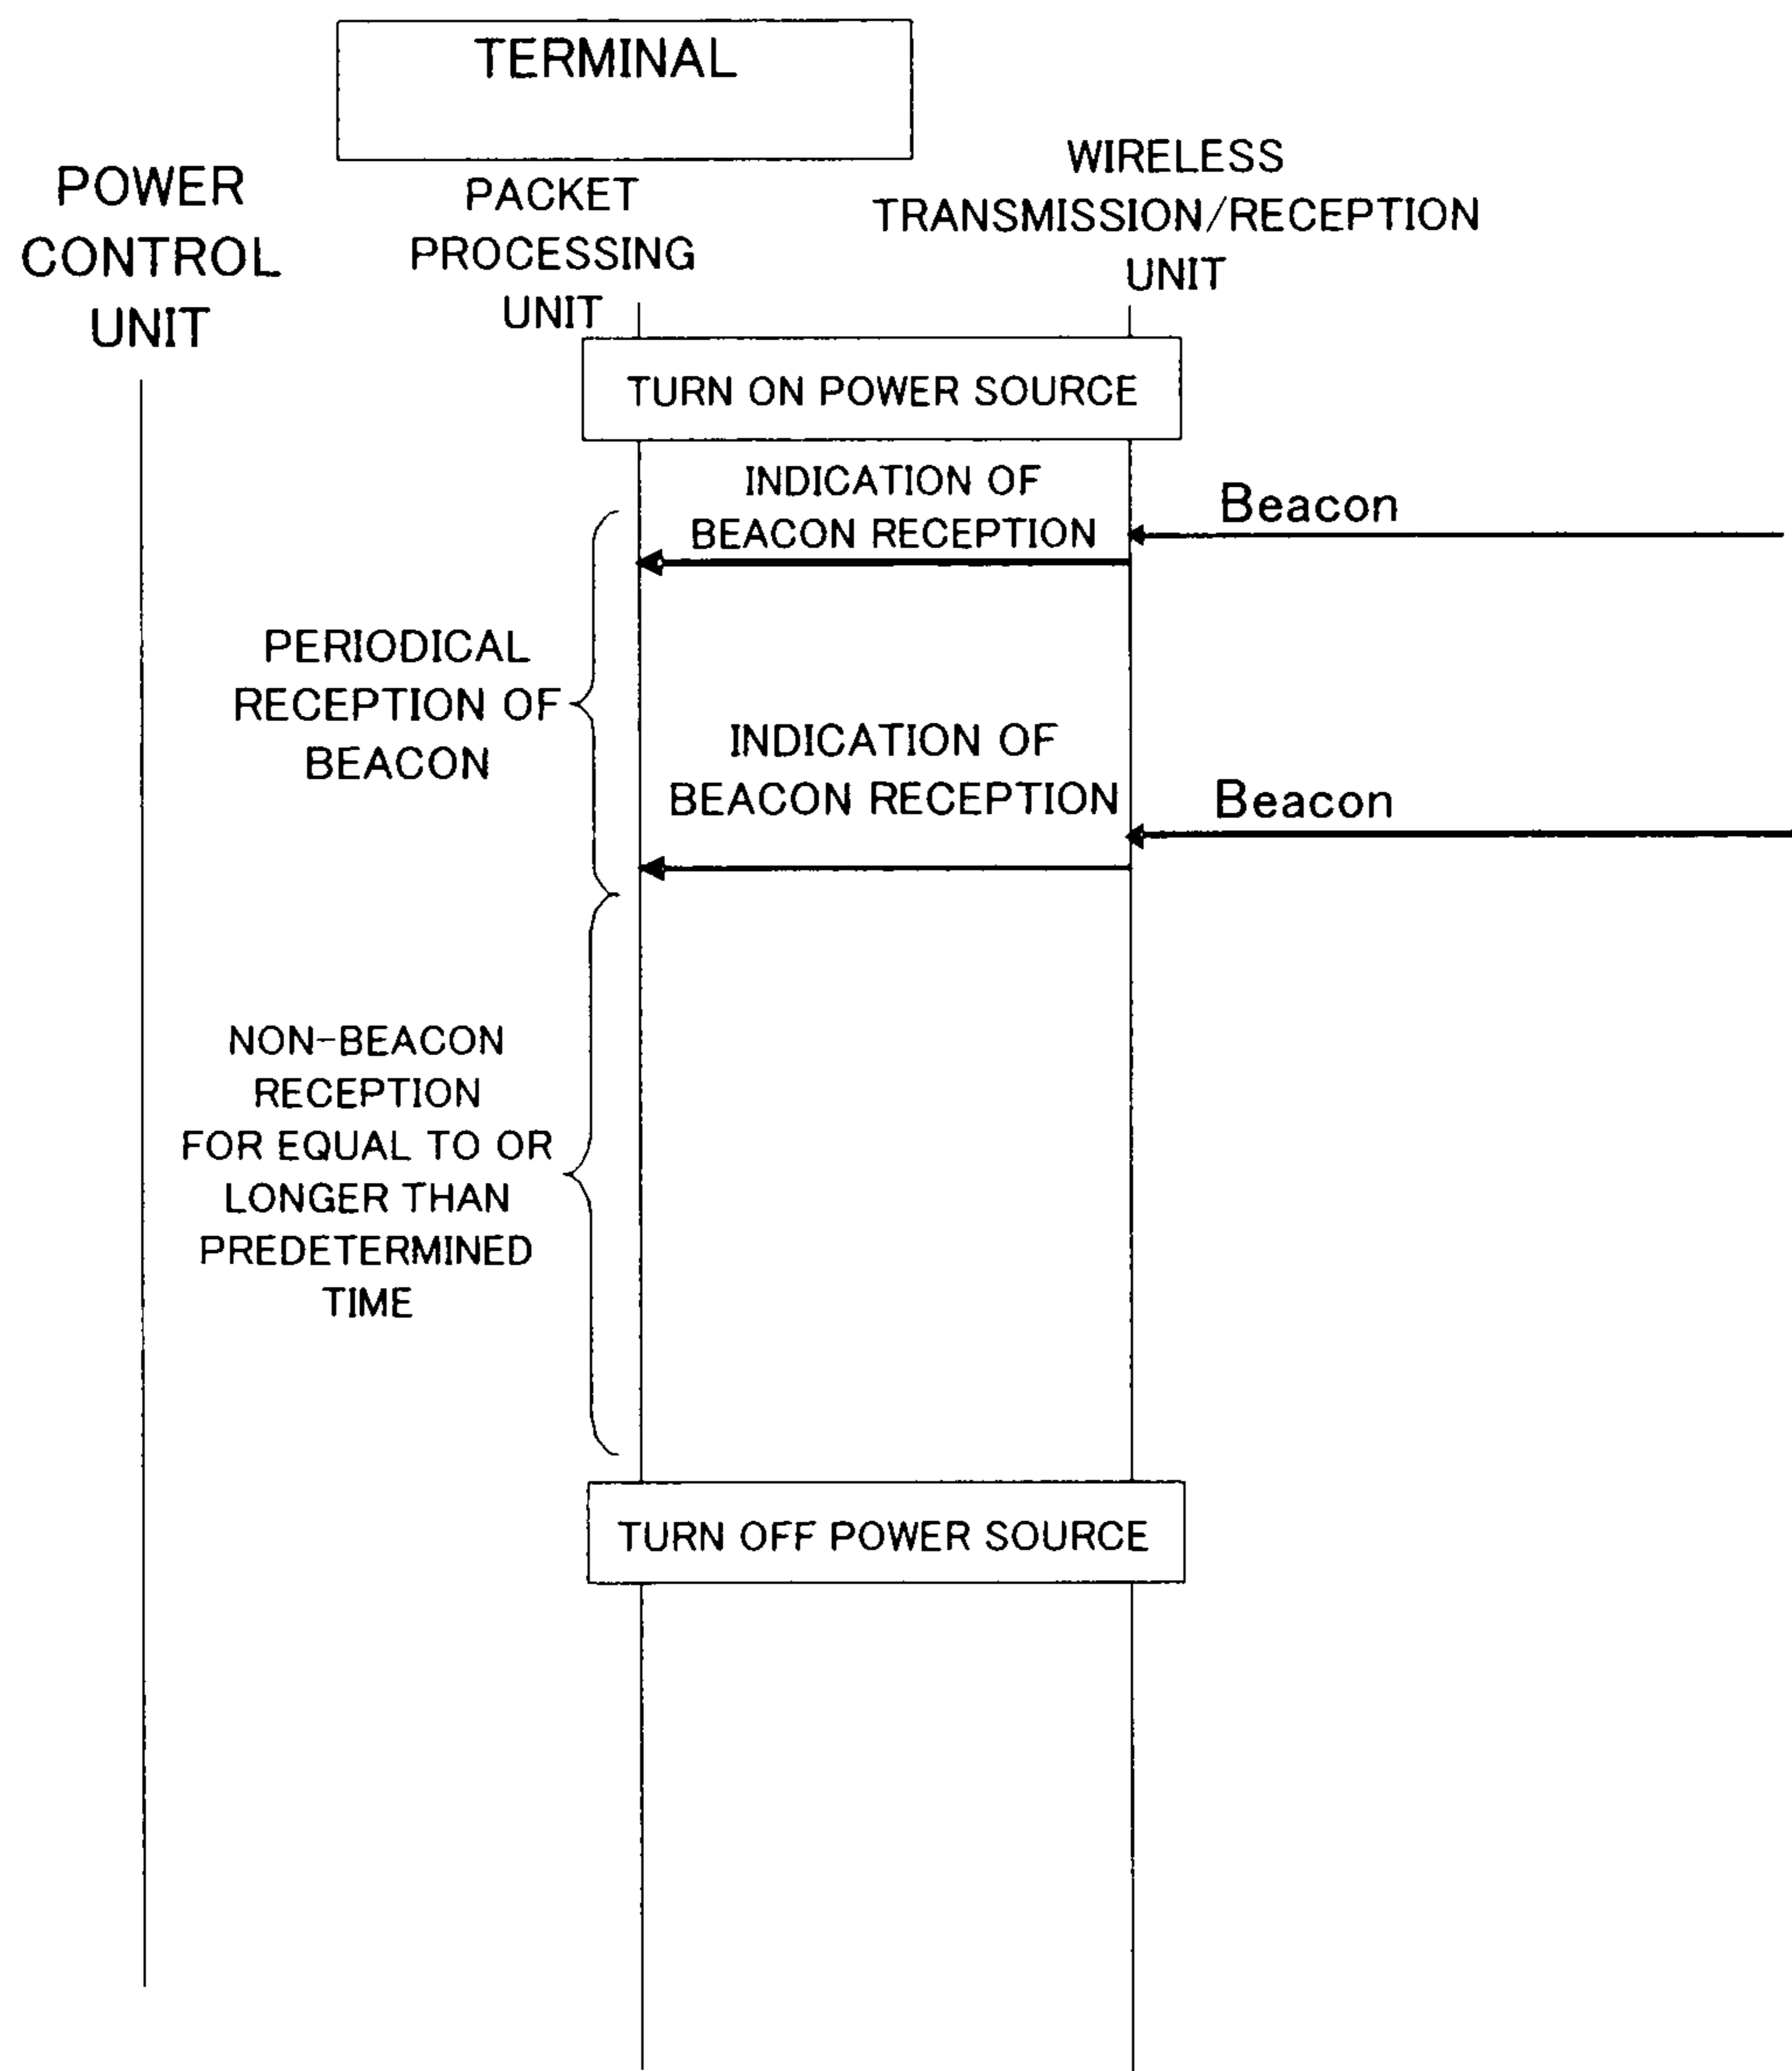 TERMINAL
POWER
CONTROL
UNIT
PACKET
PROCESSING
UNIT
WIRELESS
TRANSMISSION/RECEPTION
UNIT
TURN ON POWER SOURCE
INDICATION OF
BEACON RECEPTION
Beacon
PERIODICAL
RECEPTION OF
BEACON
INDICATION OF
BEACON RECEPTION
Beacon
NON-BEACON
RECEPTION
FOR EQUAL TO OR
LONGER THAN
PREDETERMINED
TIME
TURN OFF POWER SOURCE